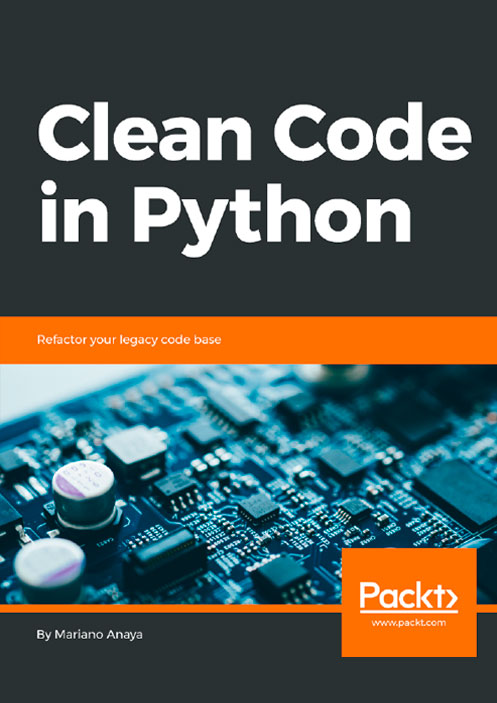 Clean Code
in Python
Refactor your legacy code base
Packt>
www.packt.com
By Mariano Anaya